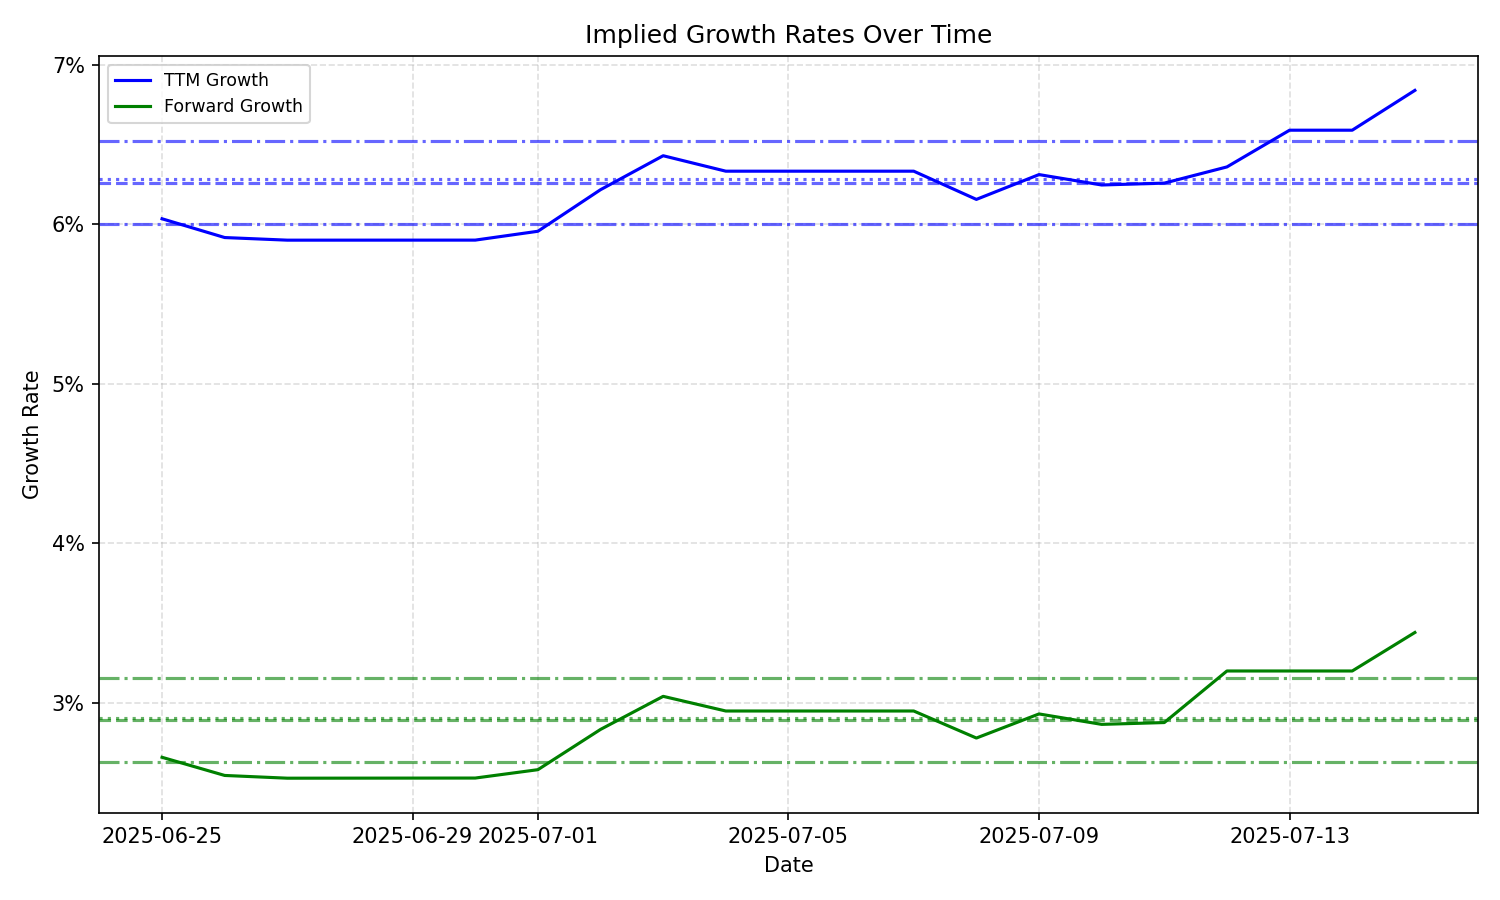 Implied Growth Rates Over Time
TTM Growth
Forward Growth
7%
6%
5%
4%
3%
Growth Rate
2025-06-25
2025-06-29
2025-07-01
2025-07-05
2025-07-09
2025-07-13
Date